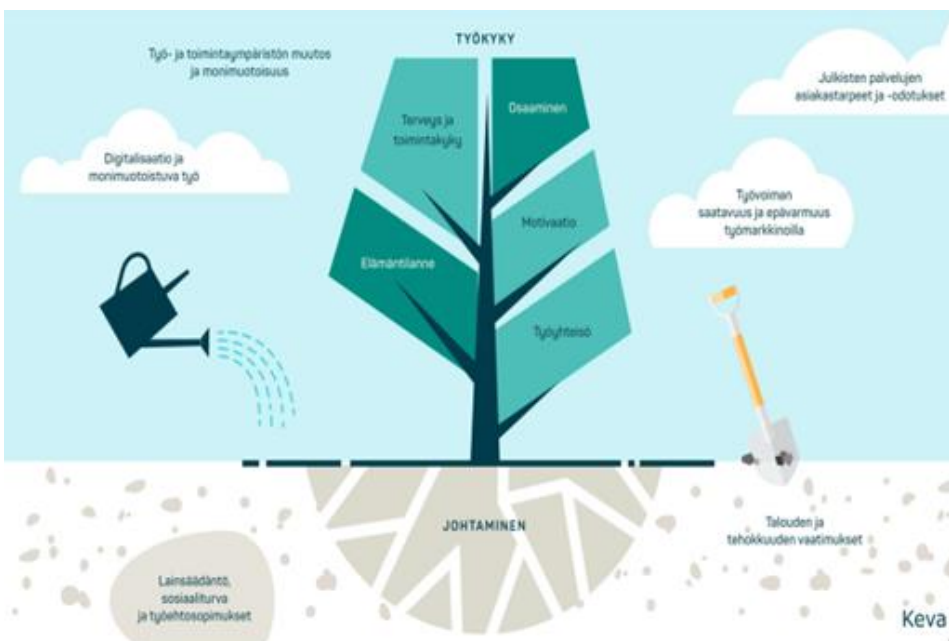 TYÖKYKY
Työ- ja toimintaympäristön muutos
ja monimuotoisuus
Julkisten palvelujen
asiakastarpeet ja -odotukset
Digitalisaatio ja
monimuotoistuva työ
Terveys ja
toimintakyky
Osaaminen
Työvoiman
saatavuus ja epävarmuus
työmarkkinoilla
Motivaatio
Elämäntilanne
Työyhteisö
JOHTAMINEN
Talouden ja
tehokkuuden vaatimukset
Lainsäädäntö,
sosiaaliturva
ja työehtosopimukset
Keva